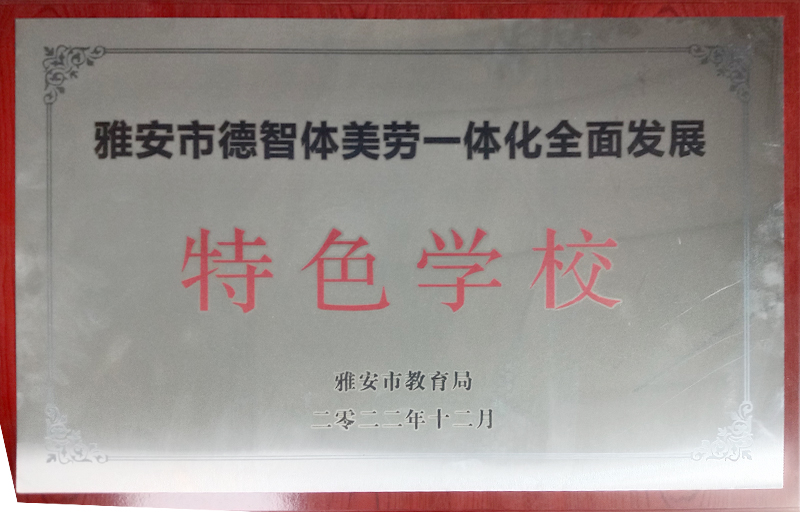 雅安市德智体美劳一体化全面发展
特色学校
雅安市教育局
二零二二年十二月